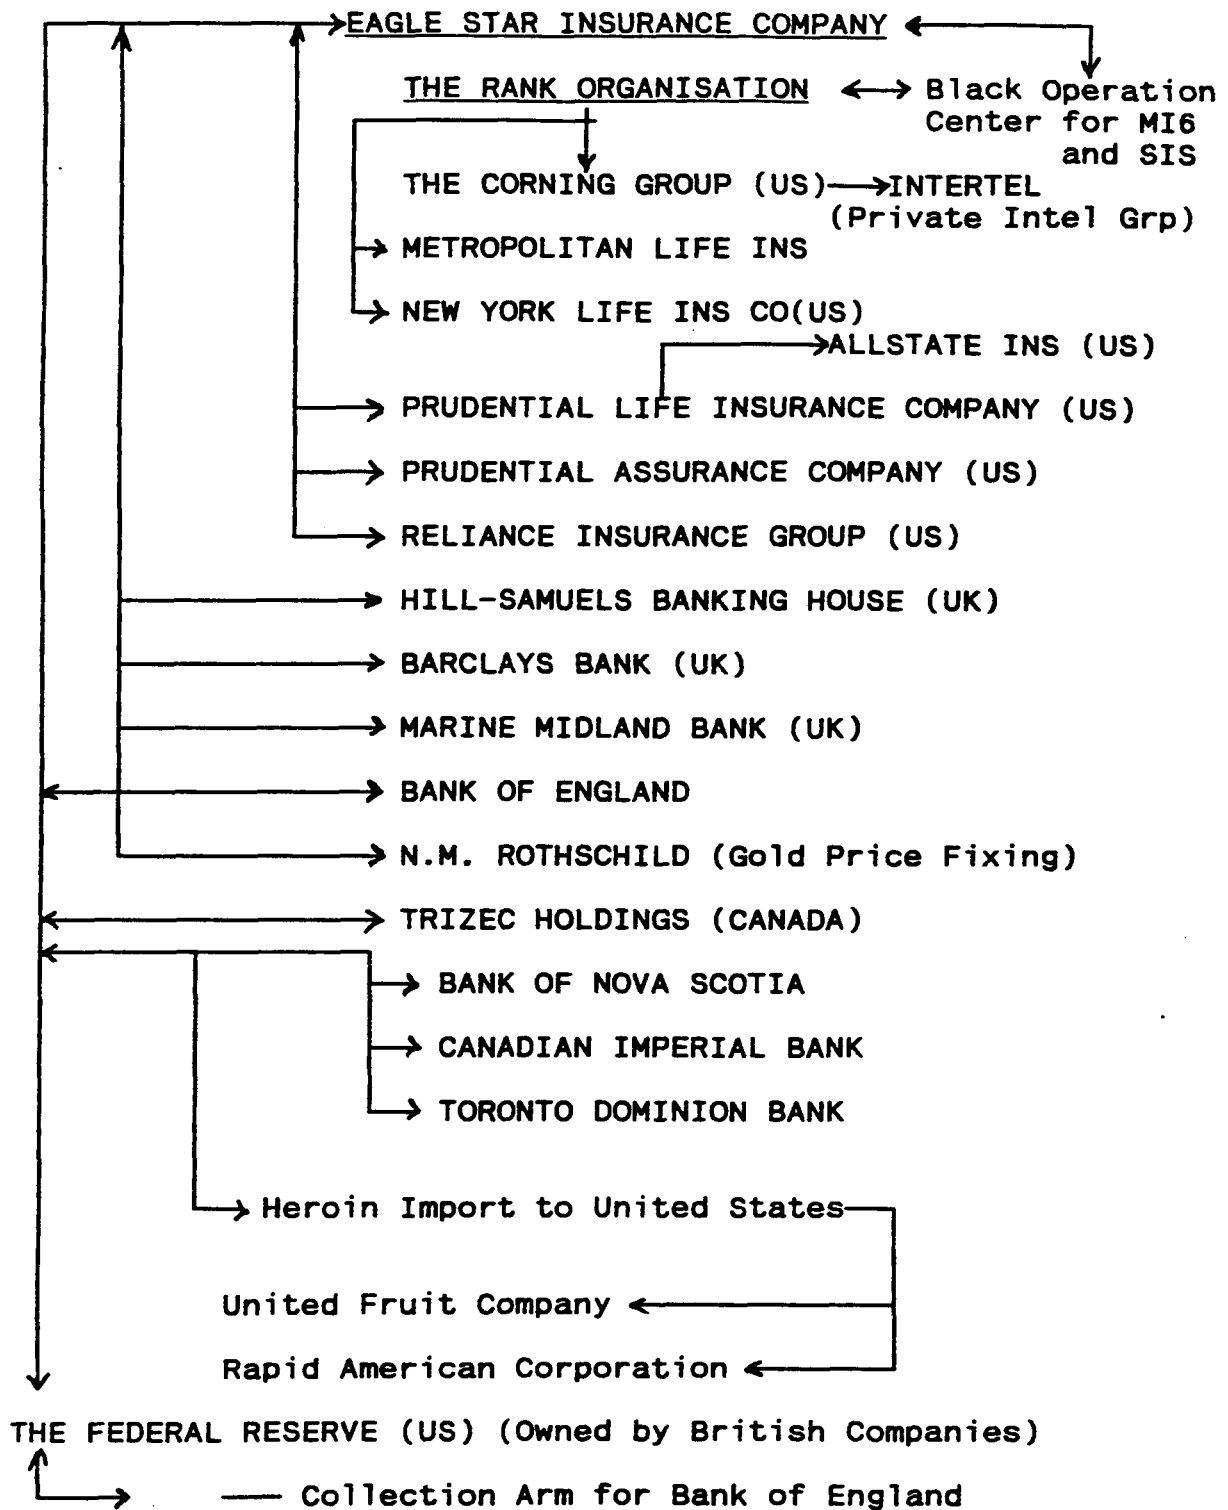 EAGLE STAR INSURANCE COMPANY
THE RANK ORGANISATION
Black Operation
Center for MI6
and SIS
THE CORNING GROUP (US)
INTERTEL
(Private Intel Grp)
METROPOLITAN LIFE INS
NEW YORK LIFE INS CO(US)
ALLSTATE INS (US)
PRUDENTIAL LIFE INSURANCE COMPANY (US)
PRUDENTIAL ASSURANCE COMPANY (US)
RELIANCE INSURANCE GROUP (US)
HILL-SAMUELS BANKING HOUSE (UK)
BARCLAYS BANK (UK)
MARINE MIDLAND BANK (UK)
BANK OF ENGLAND
N.M. ROTHSCHILD (Gold Price Fixing)
TRIZEC HOLDINGS (CANADA)
BANK OF NOVA SCOTIA
CANADIAN IMPERIAL BANK
TORONTO DOMINION BANK
Heroin Import to United States
United Fruit Company
Rapid American Corporation
THE FEDERAL RESERVE (US) (Owned by British Companies)
Collection Arm for Bank of England